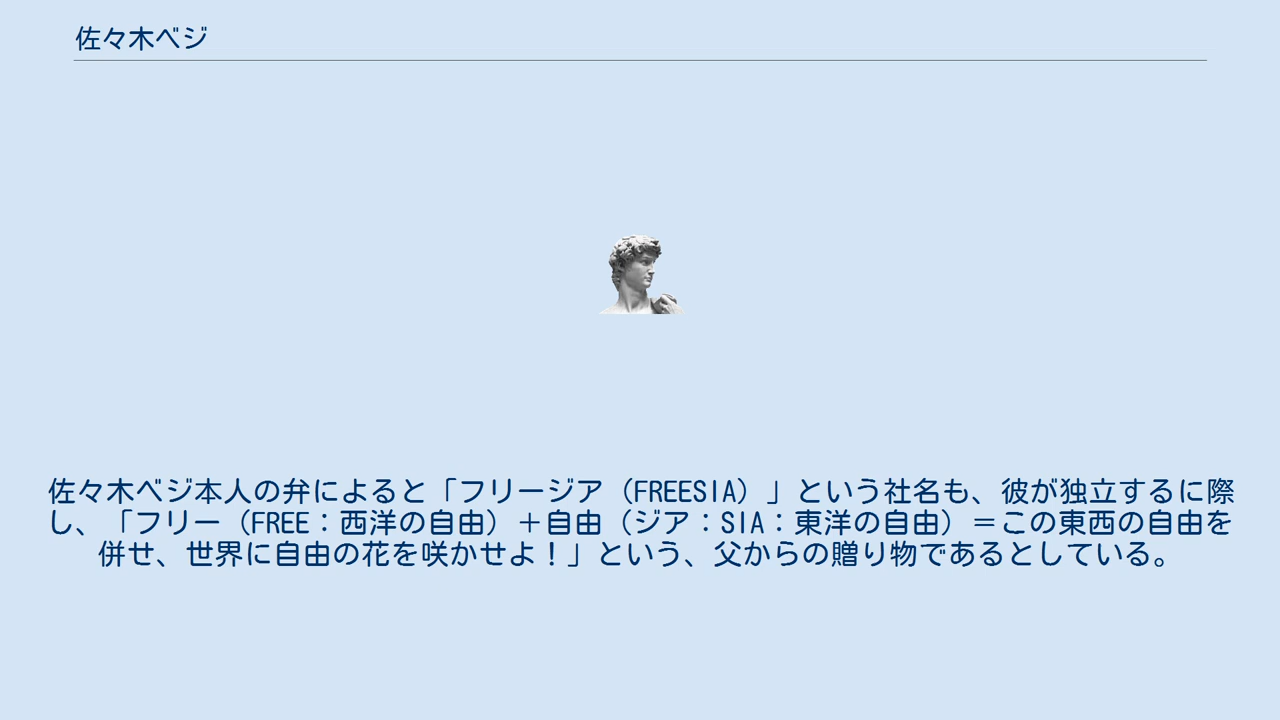 佐々木ベジ
佐々木ベジ本人の弁によると「フリージア（FREESIA）」という社名も、彼が独立するに際
し、「フリー（FREE：西洋の自由）＋自由（ジア：SIA：東洋の自由）＝この東西の自由を
併せ、世界に自由の花を咲かせよ！」という、父からの贈り物であるとしている。